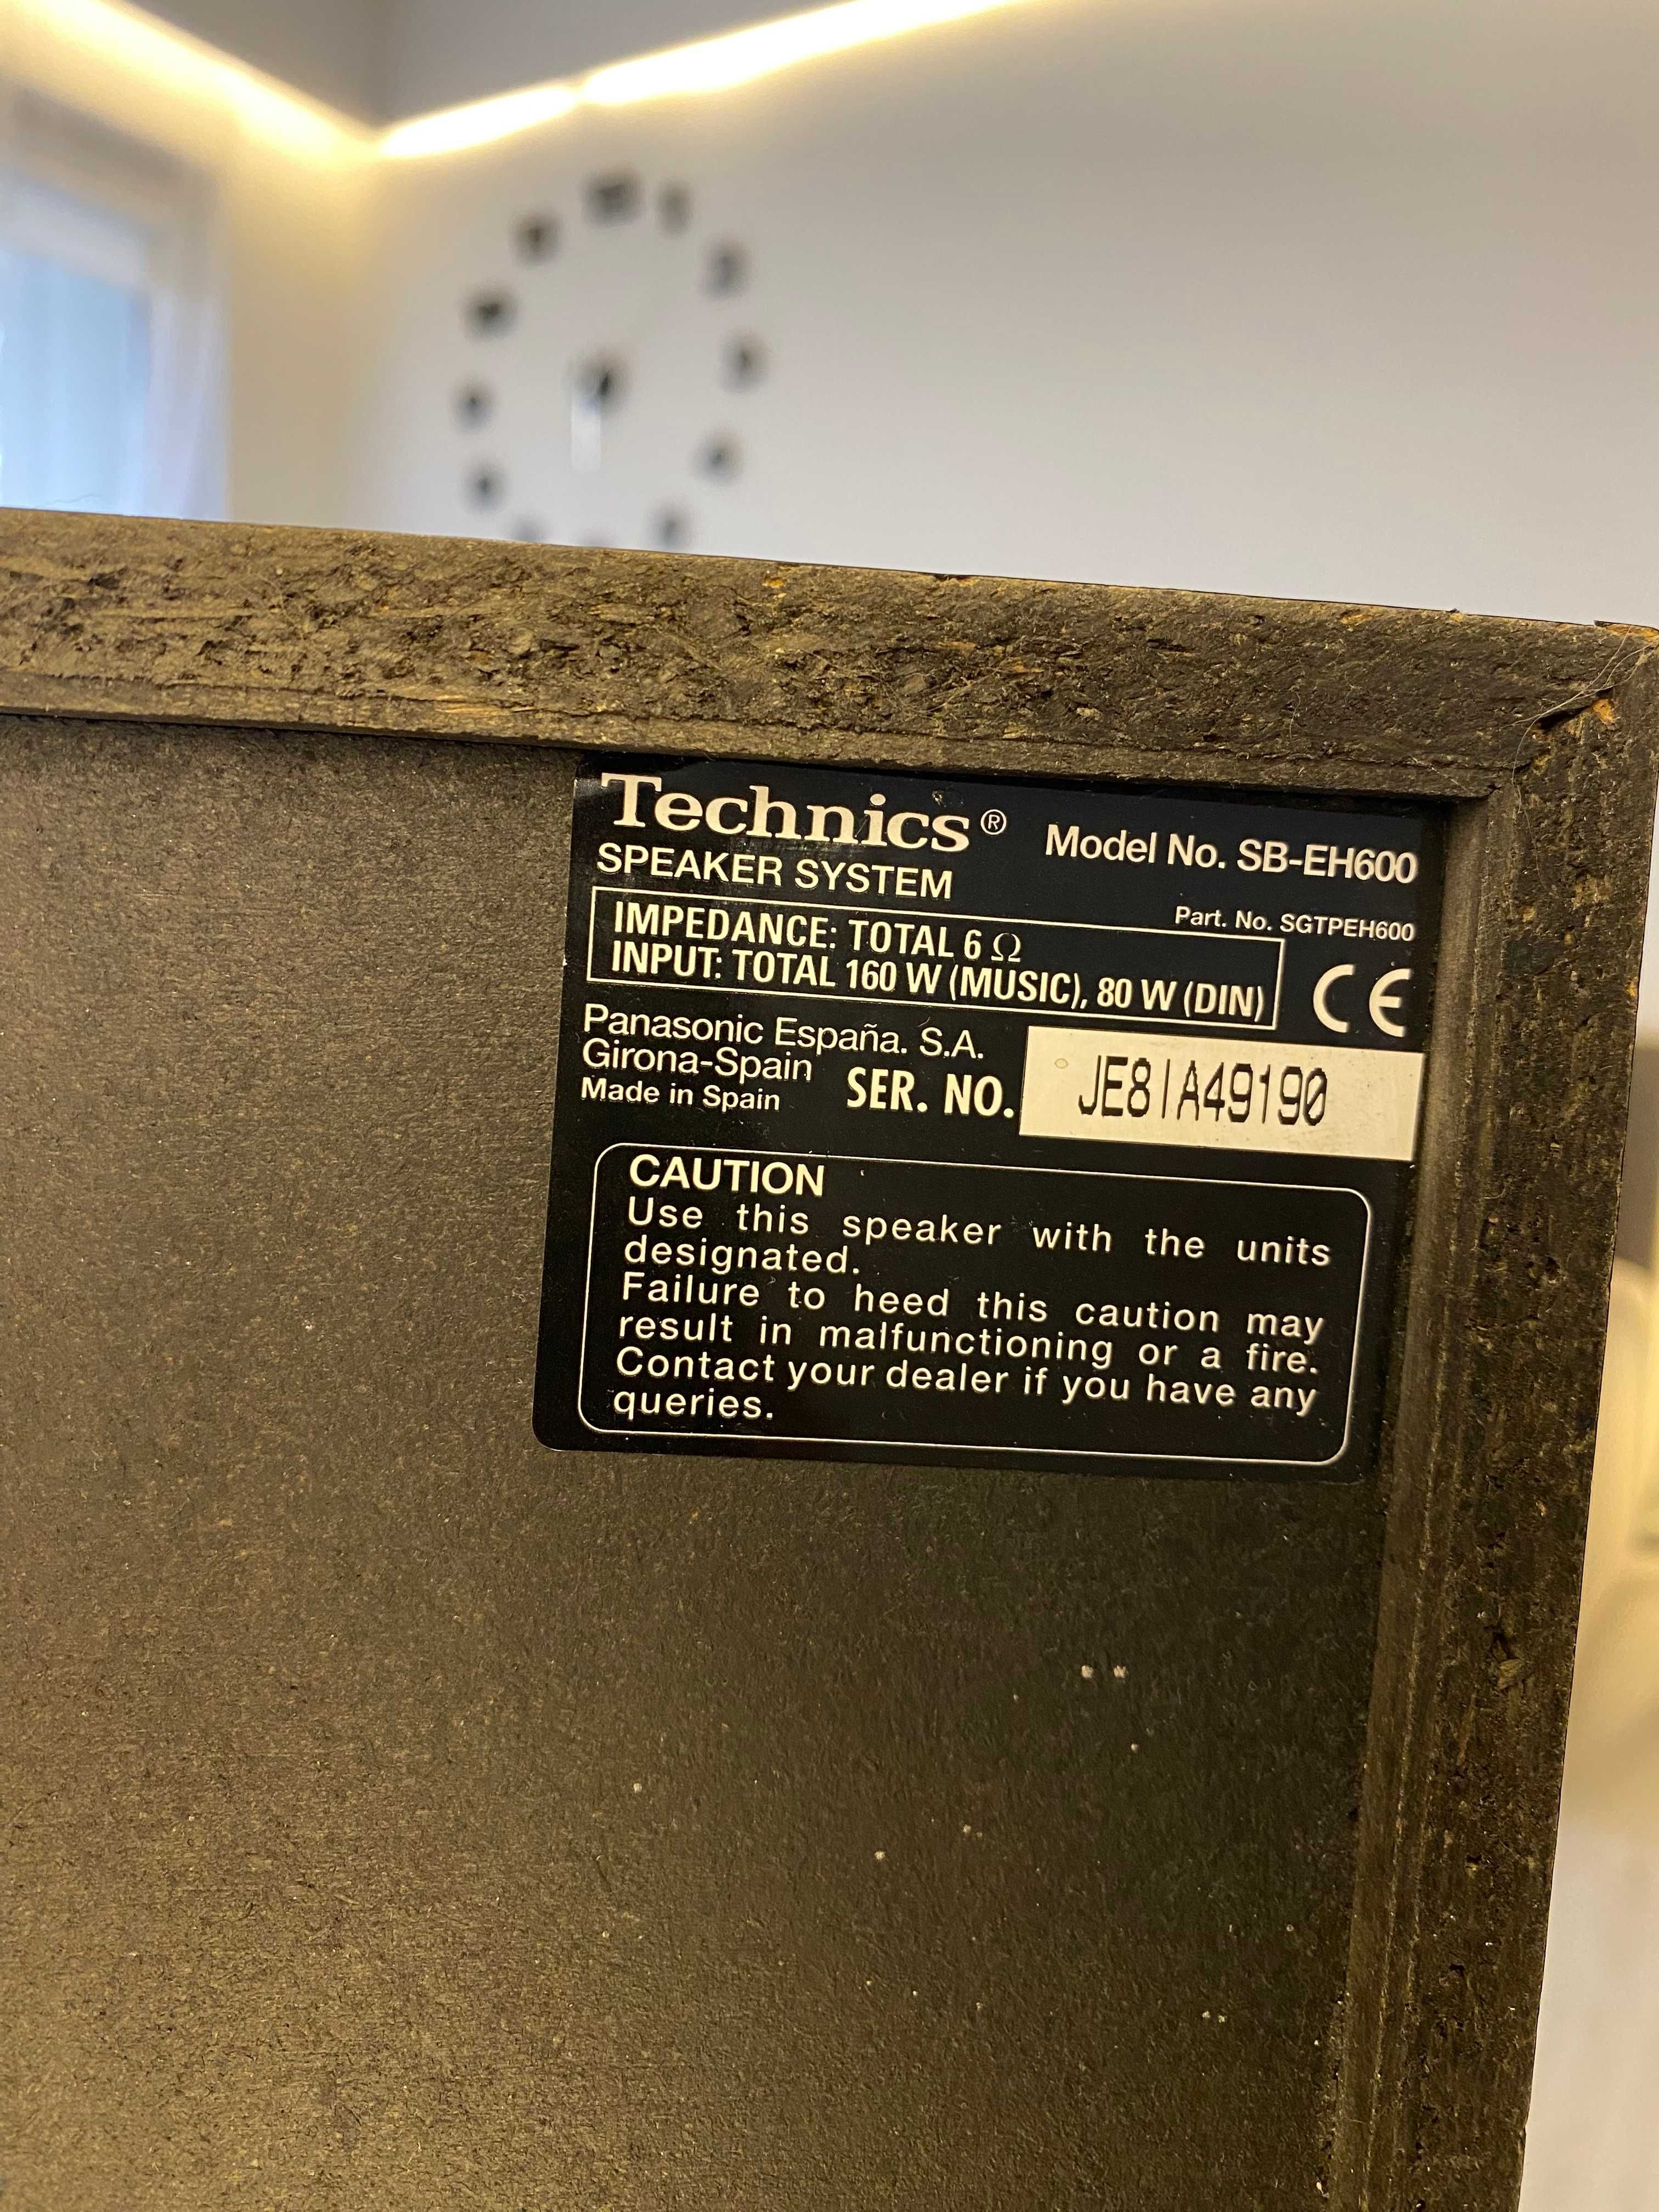 Technics®
Model No. SB-EH600
SPEAKER SYSTEM
Part. No. SGTPEH600
IMPEDANCE: TOTAL 6 Ω
INPUT: TOTAL 160 W (MUSIC), 80 W (DIN)
CE
Panasonic España. S.A.
Girona-Spain
Made in Spain
SER. NO. JE8IA49190
CAUTION
Use this speaker with the units
designated.
Failure to heed this caution may
result in malfunctioning or a fire.
Contact your dealer if you have any
queries.